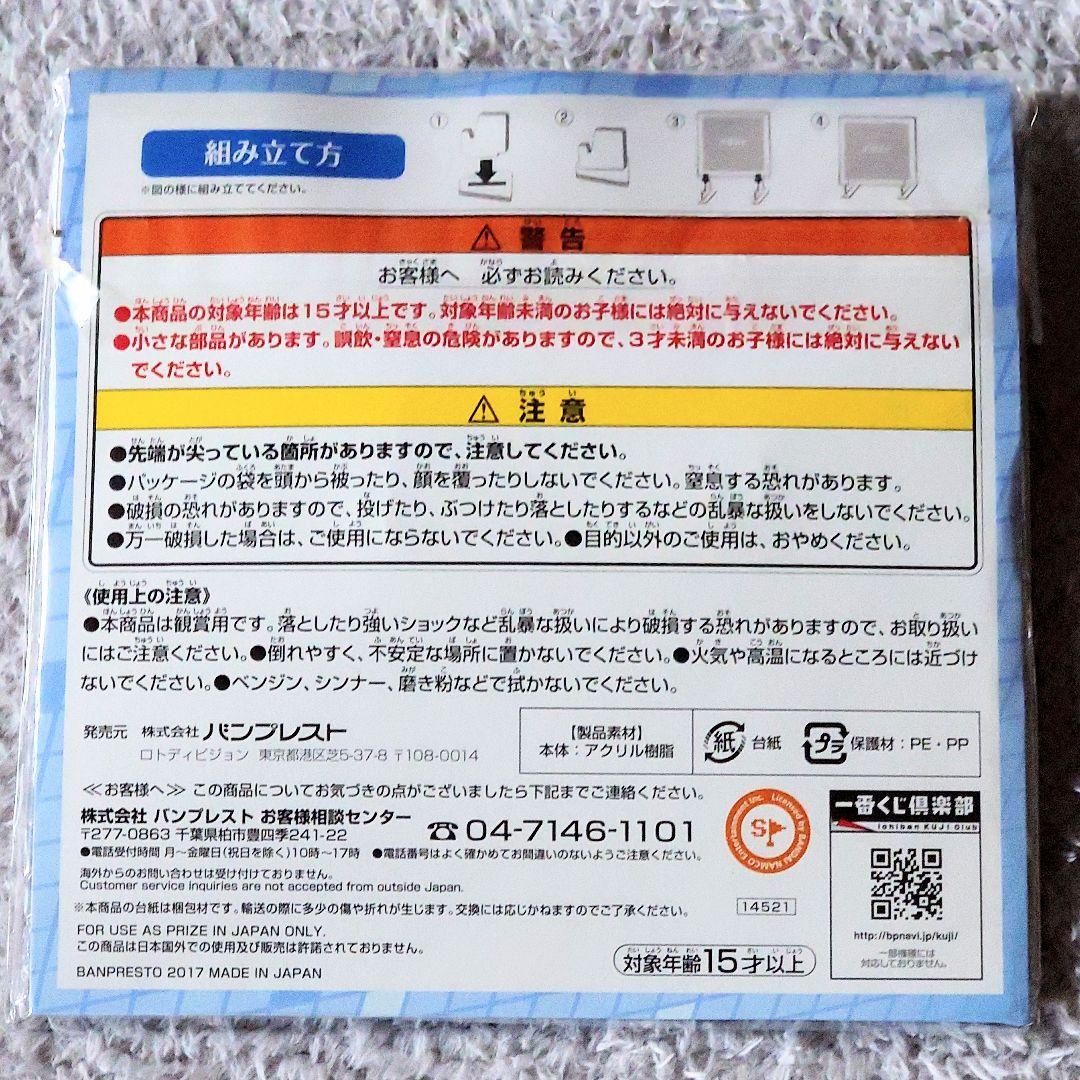 組み立て方
※図の様に組み立ててください。
① ② ③ ④
⚠ 警告
お客様へ 必ずお読みください。
●本商品の対象年齢は15才以上です。対象年齢未満のお子様には絶対に与えないでください。
●小さな部品があります。誤飲・窒息の危険がありますので、3才未満のお子様には絶対に与えない
でください。
⚠ 注意
●先端が尖っている箇所がありますので、注意してください。
●パッケージの袋を頭から被ったり、顔を覆ったりしないでください。窒息する恐れがあります。
●破損の恐れがありますので、投げたり、ぶつけたり落としたりするなどの乱暴な扱いをしないでください。
●万一破損した場合は、ご使用にならないでください。●目的以外のご使用は、おやめください。
《使用上の注意》
●本商品は観賞用です。落としたり強いショックなど乱暴な扱いにより破損する恐れがありますので、お取り扱い
にはご注意ください。●倒れやすく、不安定な場所に置かないでください。●火気や高温になるところには近づけ
ないでください。●ベンジン、シンナー、磨き粉などで拭かないでください。
発売元 株式会社 バンプレスト
ロトディビジョン 東京都港区芝5-37-8 〒108-0014
【製品素材】
本体:アクリル樹脂
紙 台紙 プラ 保護材:PE・PP
≪お客様へ≫ この商品についてお気づきの点がございましたら下記までご連絡ください。
株式会社 バンプレスト お客様相談センター
〒277-0863 千葉県柏市豊四季241-22
☎04-7146-1101
●電話受付時間 月~金曜日(祝日を除く)10時~17時 ●電話番号はよく確かめてお間違いのないようご注意ください。
海外からのお問い合わせは受け付けておりません。
Customer service inquiries are not accepted from outside Japan.
※本商品の台紙は梱包材です。輸送の際に多少の傷や折れが生じます。交換には応じかねますのでご了承ください。
FOR USE AS PRIZE IN JAPAN ONLY.
この商品は日本国外での使用及び販売は許諾されておりません。
BANPRESTO 2017 MADE IN JAPAN
Licensed by BANDAI NAMCO Entertainment Inc.
14521
対象年齢15才以上
一番くじ倶楽部
Ichiban KUJI Club
http://bpnavi.jp/kuji/
一部機種には
対応しておりません。